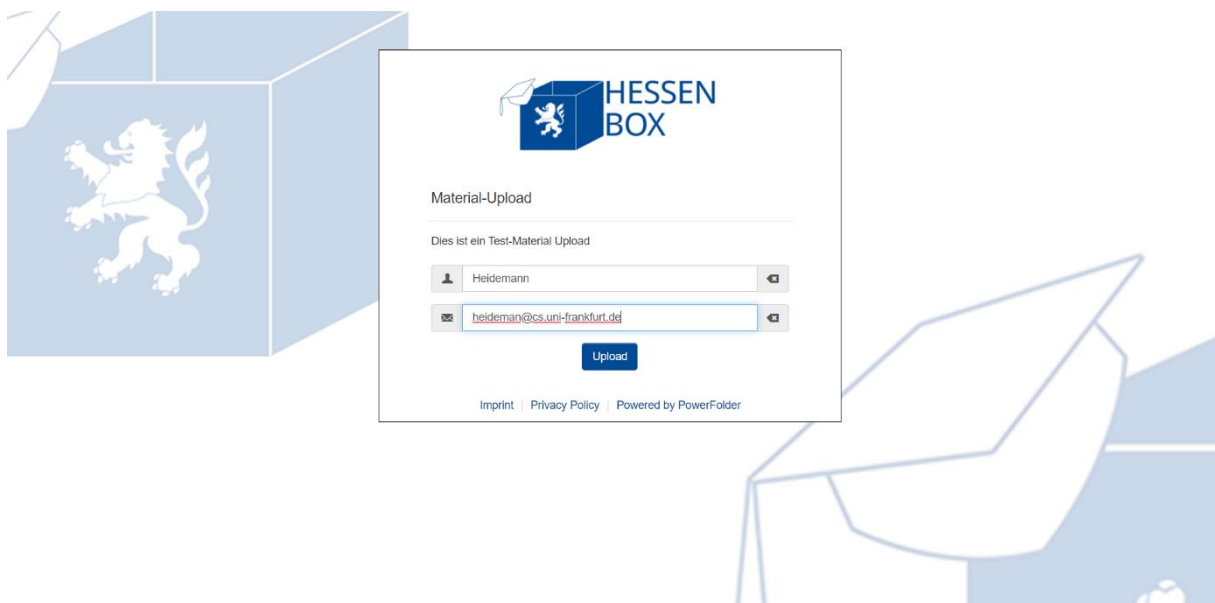 HESSEN
BOX
Material-Upload
Dies ist ein Test-Material Upload
Heidemann
heideman@cs.uni-frankfurt.de
Upload
Imprint | Privacy Policy | Powered by PowerFolder